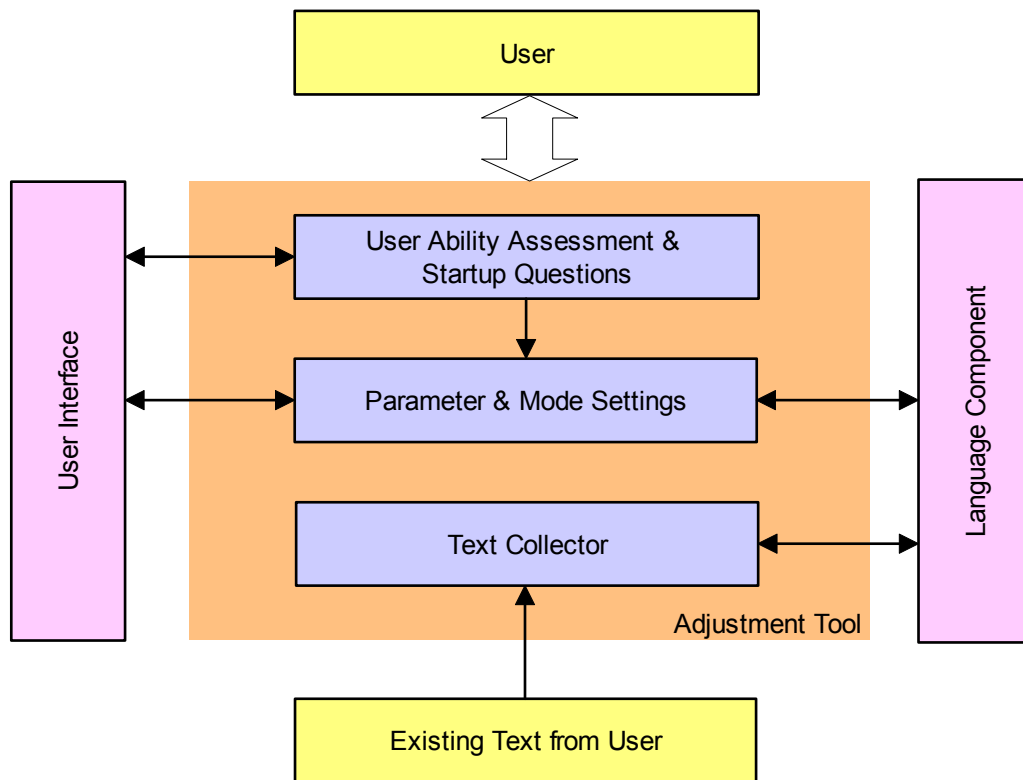 User
User Ability Assessment &
Startup Questions
User Interface
Parameter & Mode Settings
Language Component
Text Collector
Adjustment Tool
Existing Text from User